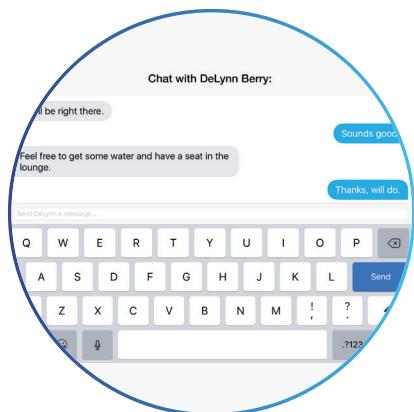 Chat with DeLynn Berry:
be right there.
Sounds good
Feel free to get some water and have a seat in the
lounge.
Thanks, will do.
Send DeLynn a message...
Q W E R T Y U I O P
A S D F G H J K L Send
Z X C V B N M ! , ? .
.?123